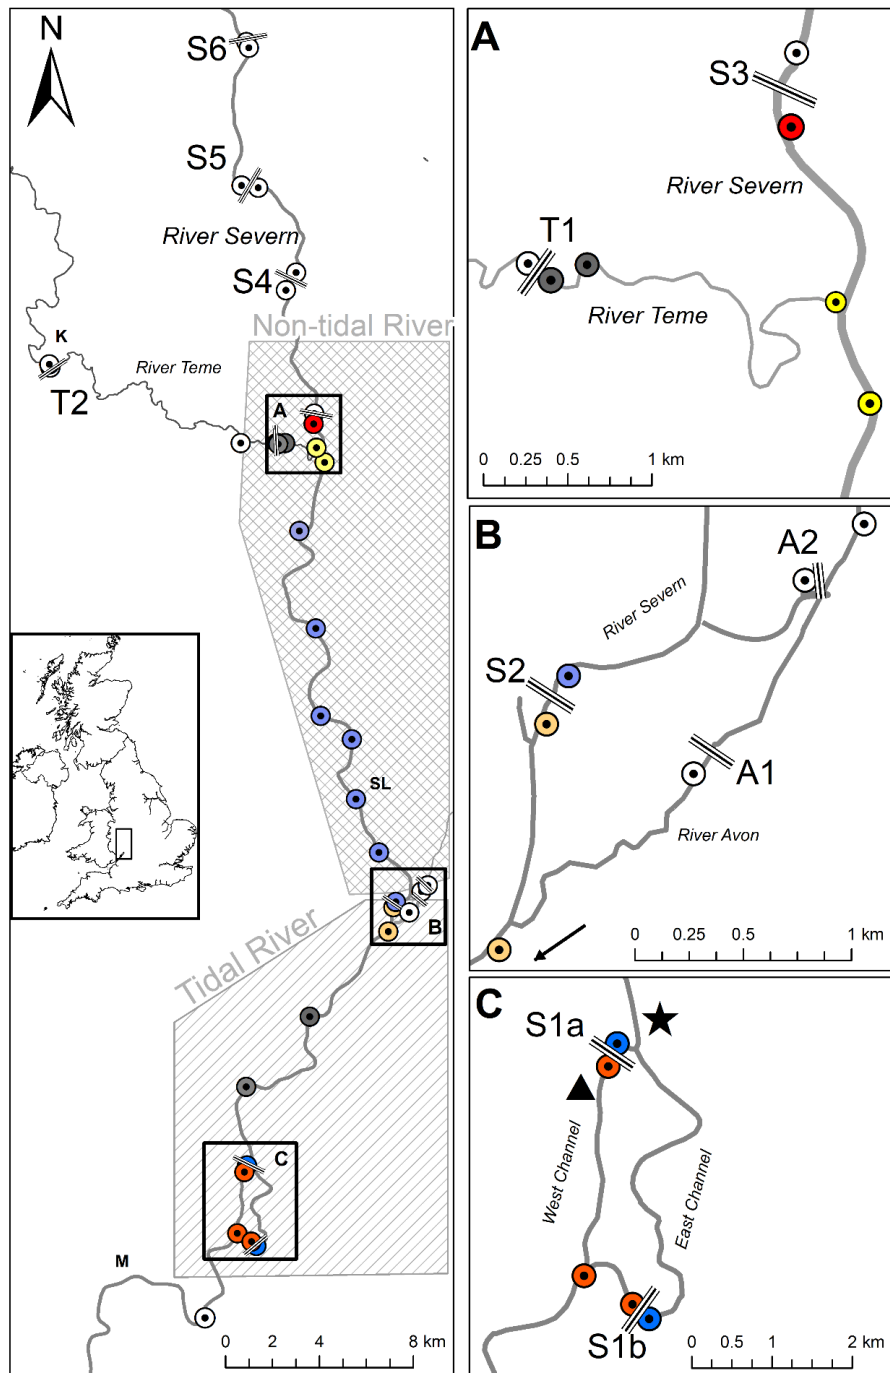 N
S6
S5
River Severn
S4
Non-tidal River
K
River Teme
T2
A
SL
Tidal River
B
C
M
0 2 4 8 km
A
S3
River Severn
T1
River Teme
0 0.25 0.5 1 km
B
A2
River Severn
S2
A1
River Avon
0 0.25 0.5 1 km
C
S1a
West Channel
East Channel
S1b
0 0.5 1 2 km